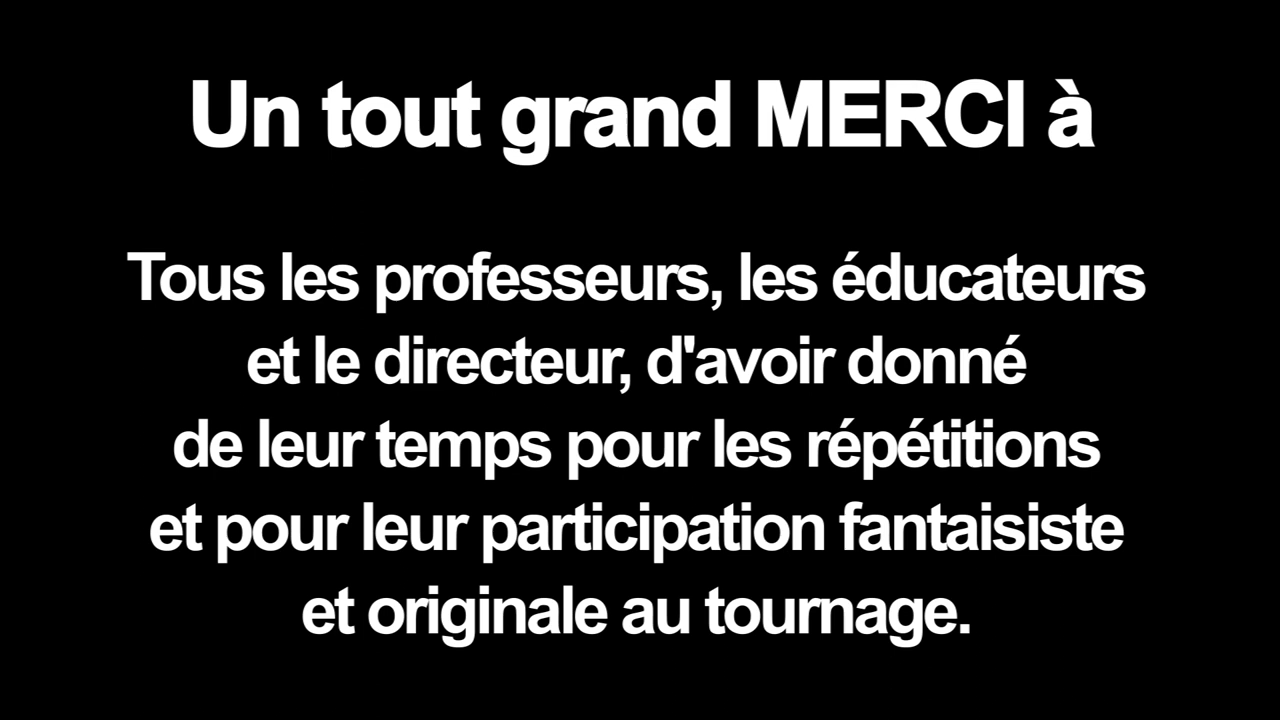 Un tout grand MERCI à
Tous les professeurs, les éducateurs
et le directeur, d'avoir donné
de leur temps pour les répétitions
et pour leur participation fantaisiste
et originale au tournage.